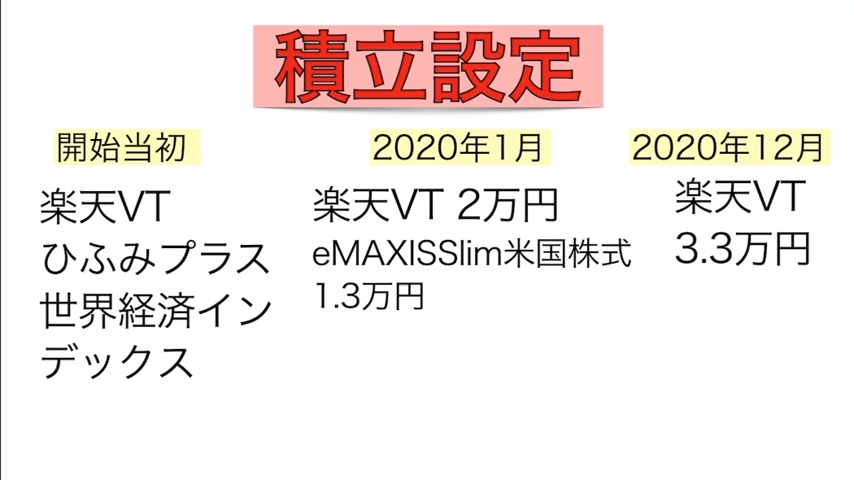 積立設定
開始当初
楽天VT
ひふみプラス
世界経済イン
デックス
2020年1月
楽天VT 2万円
eMAXISSlim米国株式
1.3万円
2020年12月
楽天VT
3.3万円